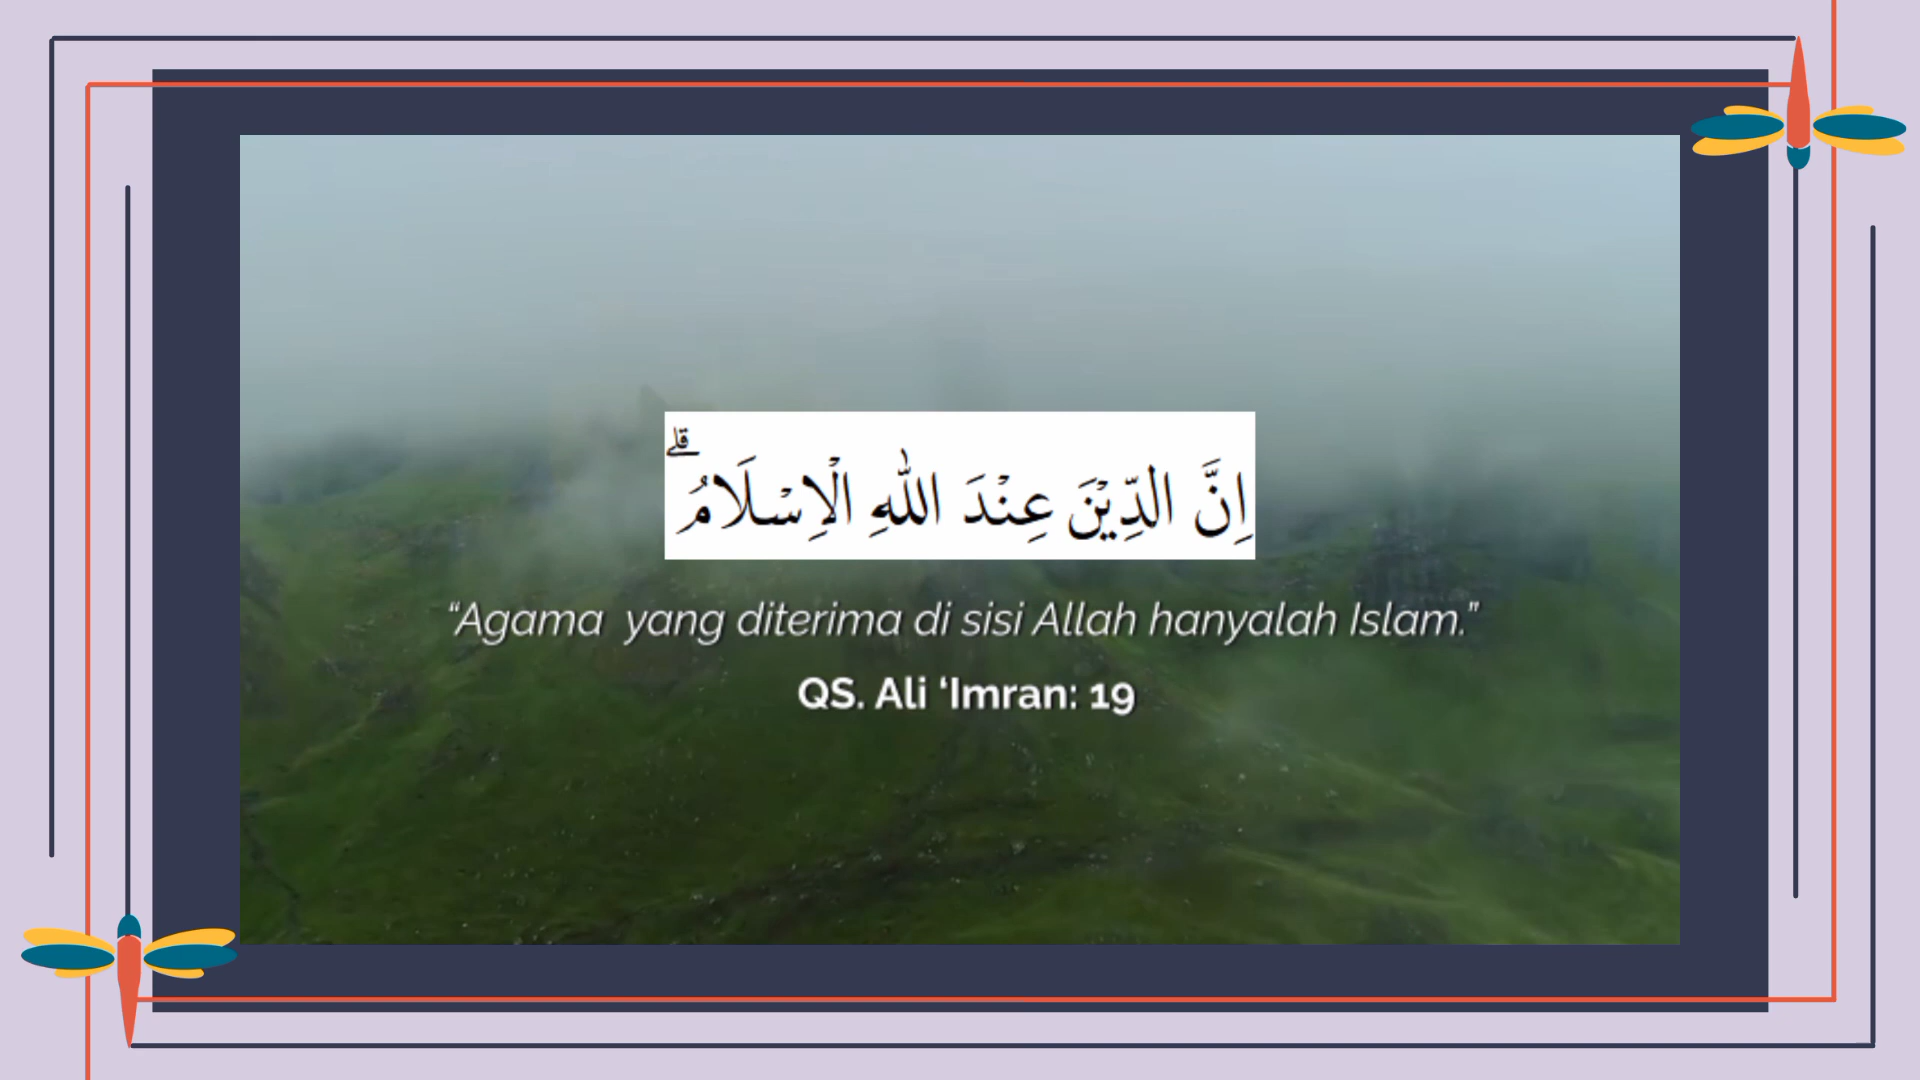 اِنَّ الدِّيْنَ عِنْدَ اللّٰهِ الْاِسْلَامُ ۗ
“Agama yang diterima di sisi Allah hanyalah Islam.”
QS. Ali ‘Imran: 19